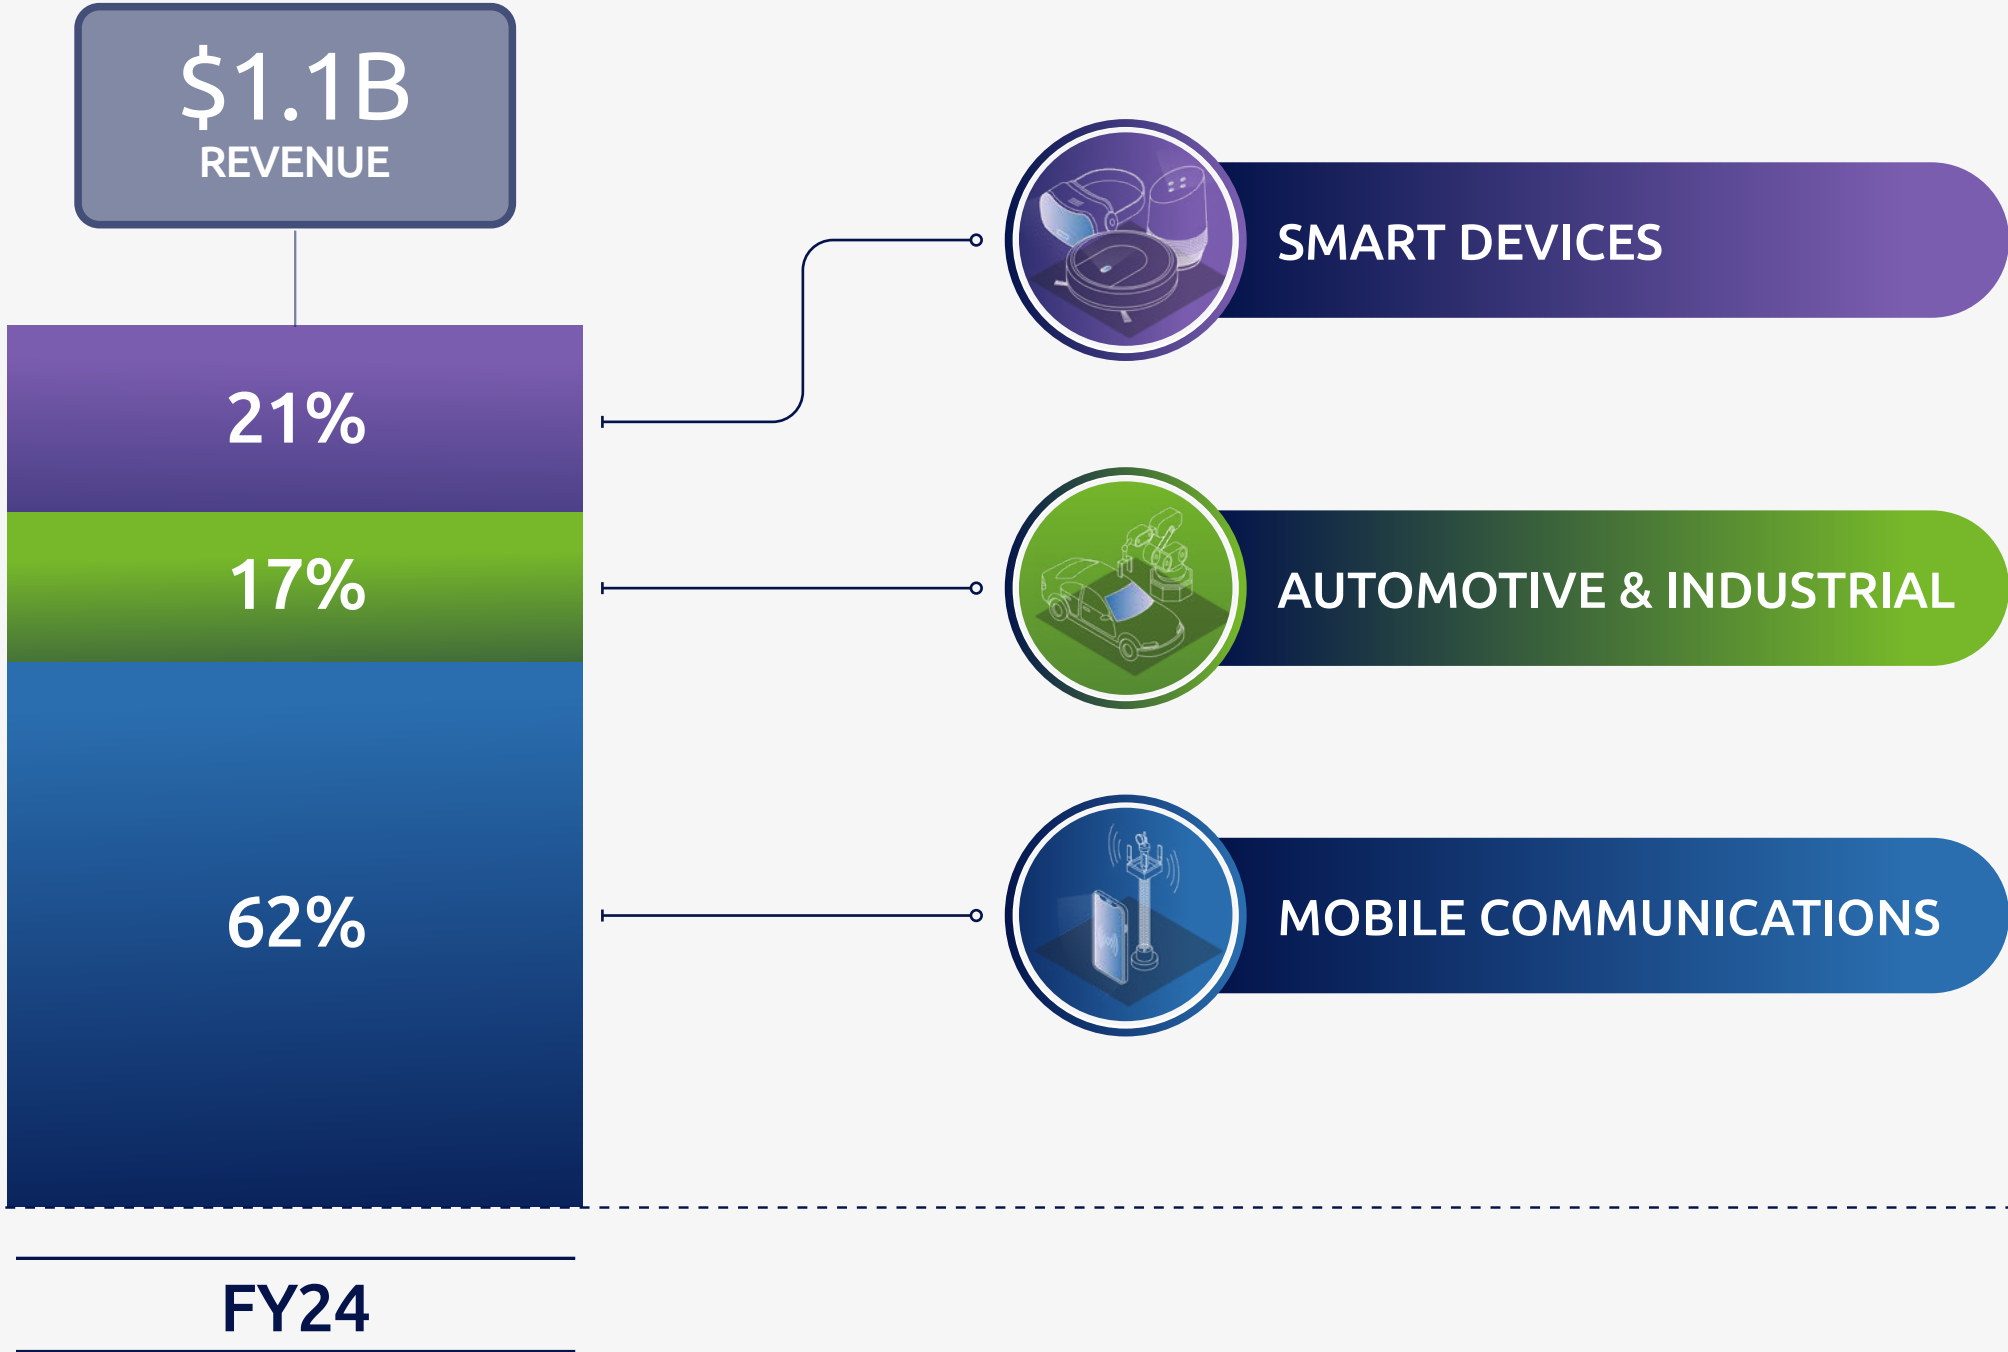 $1.1B
REVENUE
21%
17%
62%
FY24
SMART DEVICES
AUTOMOTIVE & INDUSTRIAL
MOBILE COMMUNICATIONS